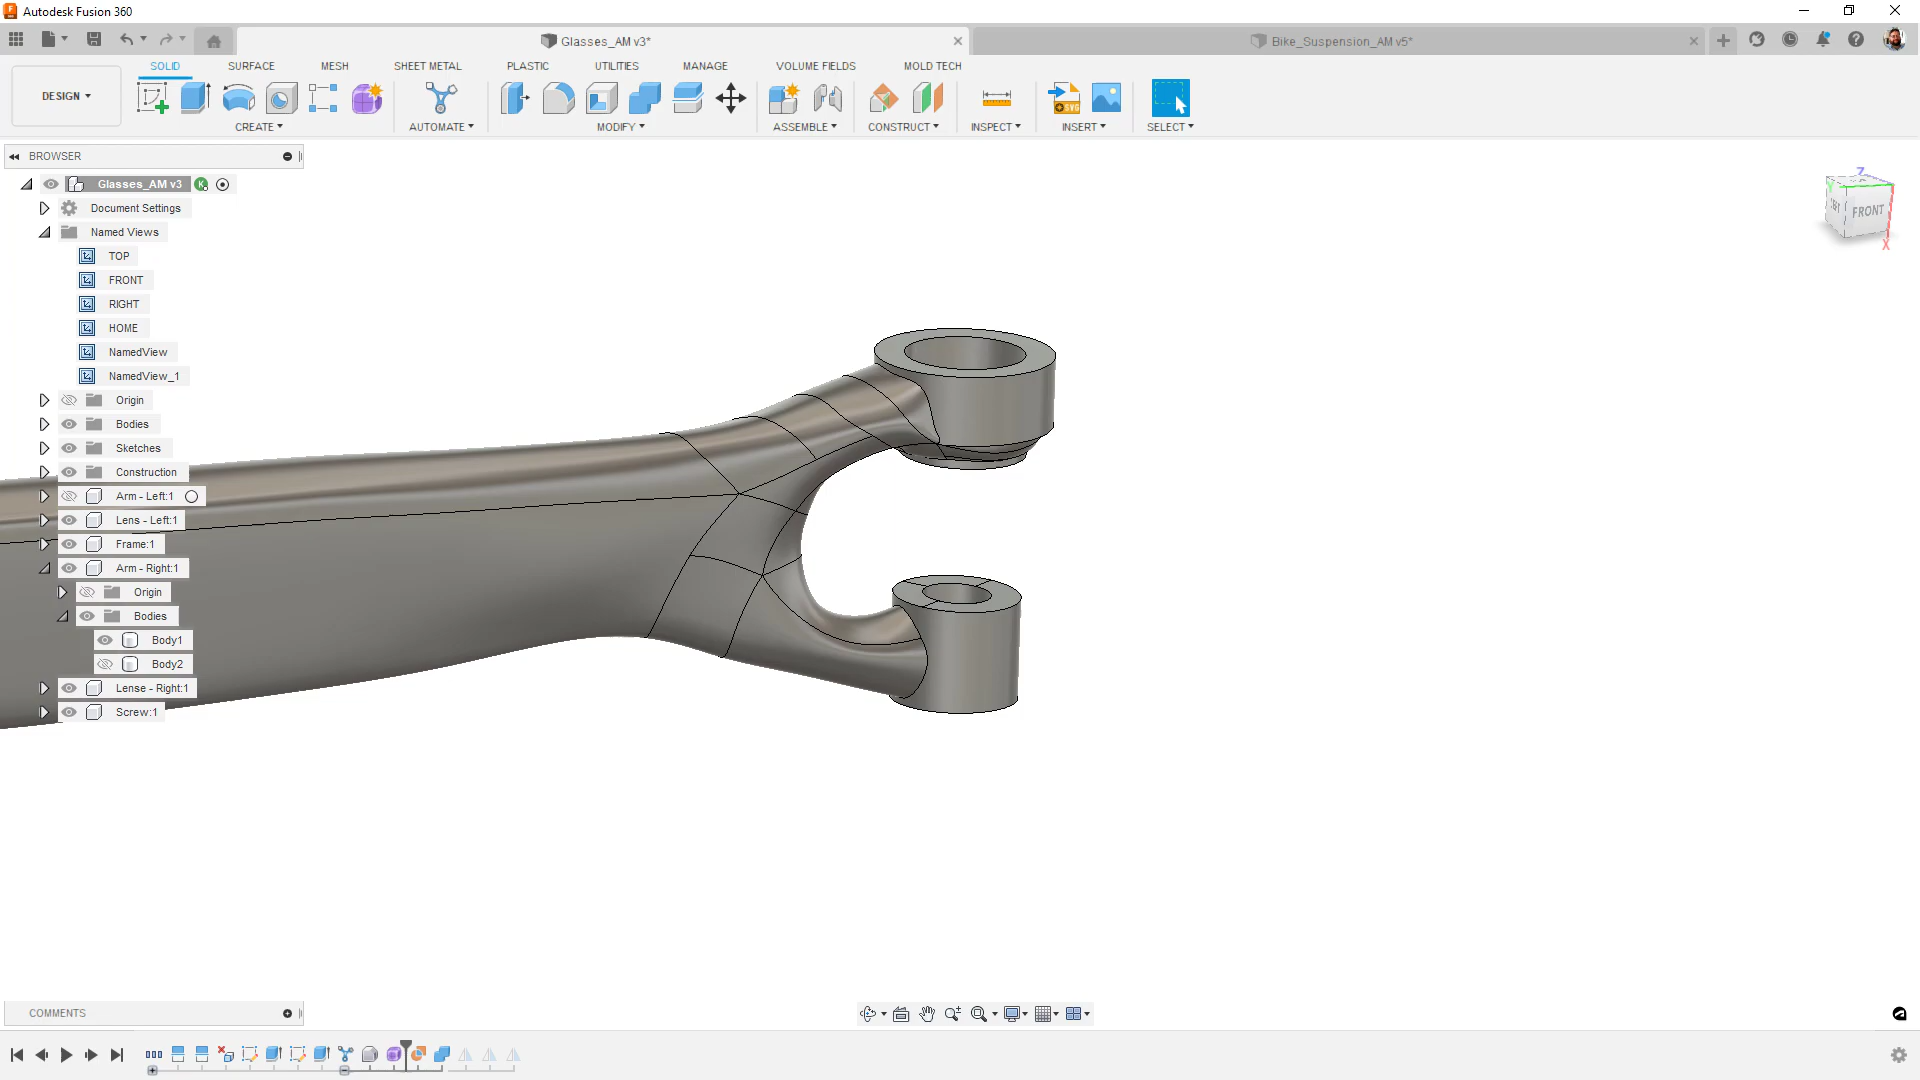 Autodesk Fusion 360
Glasses_AM v3*
Bike_Suspension_AM v5*
DESIGN
SOLID SURFACE MESH SHEET METAL PLASTIC UTILITIES MANAGE VOLUME FIELDS MOLD TECH
CREATE AUTOMATE MODIFY ASSEMBLE CONSTRUCT INSPECT INSERT SELECT
SVG
BROWSER
Glasses_AM v3
K
Document Settings
Named Views
TOP
FRONT
RIGHT
HOME
NamedView
NamedView_1
Origin
Bodies
Sketches
Construction
Arm - Left:1
Lens - Left:1
Frame:1
Arm - Right:1
Origin
Bodies
Body1
Body2
Lense - Right:1
Screw:1
Z
Y
FRONT
X
COMMENTS